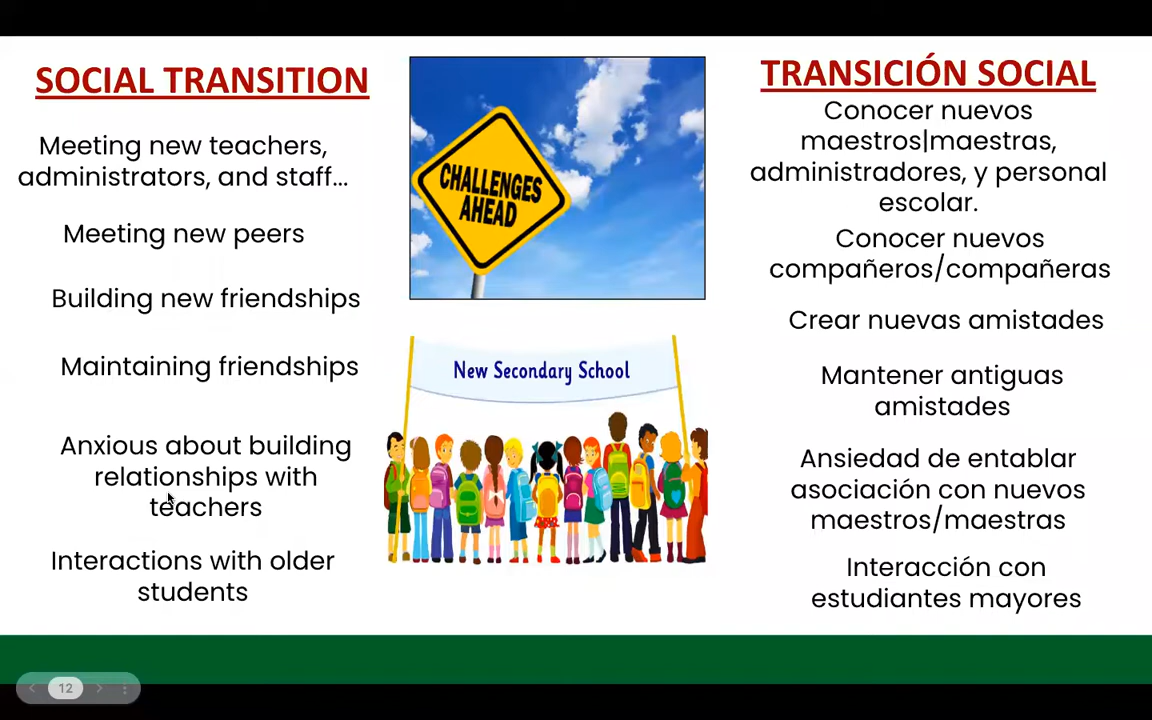 SOCIAL TRANSITION
Meeting new teachers,
administrators, and staff...
Meeting new peers
Building new friendships
Maintaining friendships
Anxious about building
relationships with
teachers
Interactions with older
students
CHALLENGES
AHEAD
New Secondary School
TRANSICIÓN SOCIAL
Conocer nuevos
maestros|maestras,
administradores, y personal
escolar.
Conocer nuevos
compañeros/compañeras
Crear nuevas amistades
Mantener antiguas
amistades
Ansiedad de entablar
asociación con nuevos
maestros/maestras
Interacción con
estudiantes mayores
12